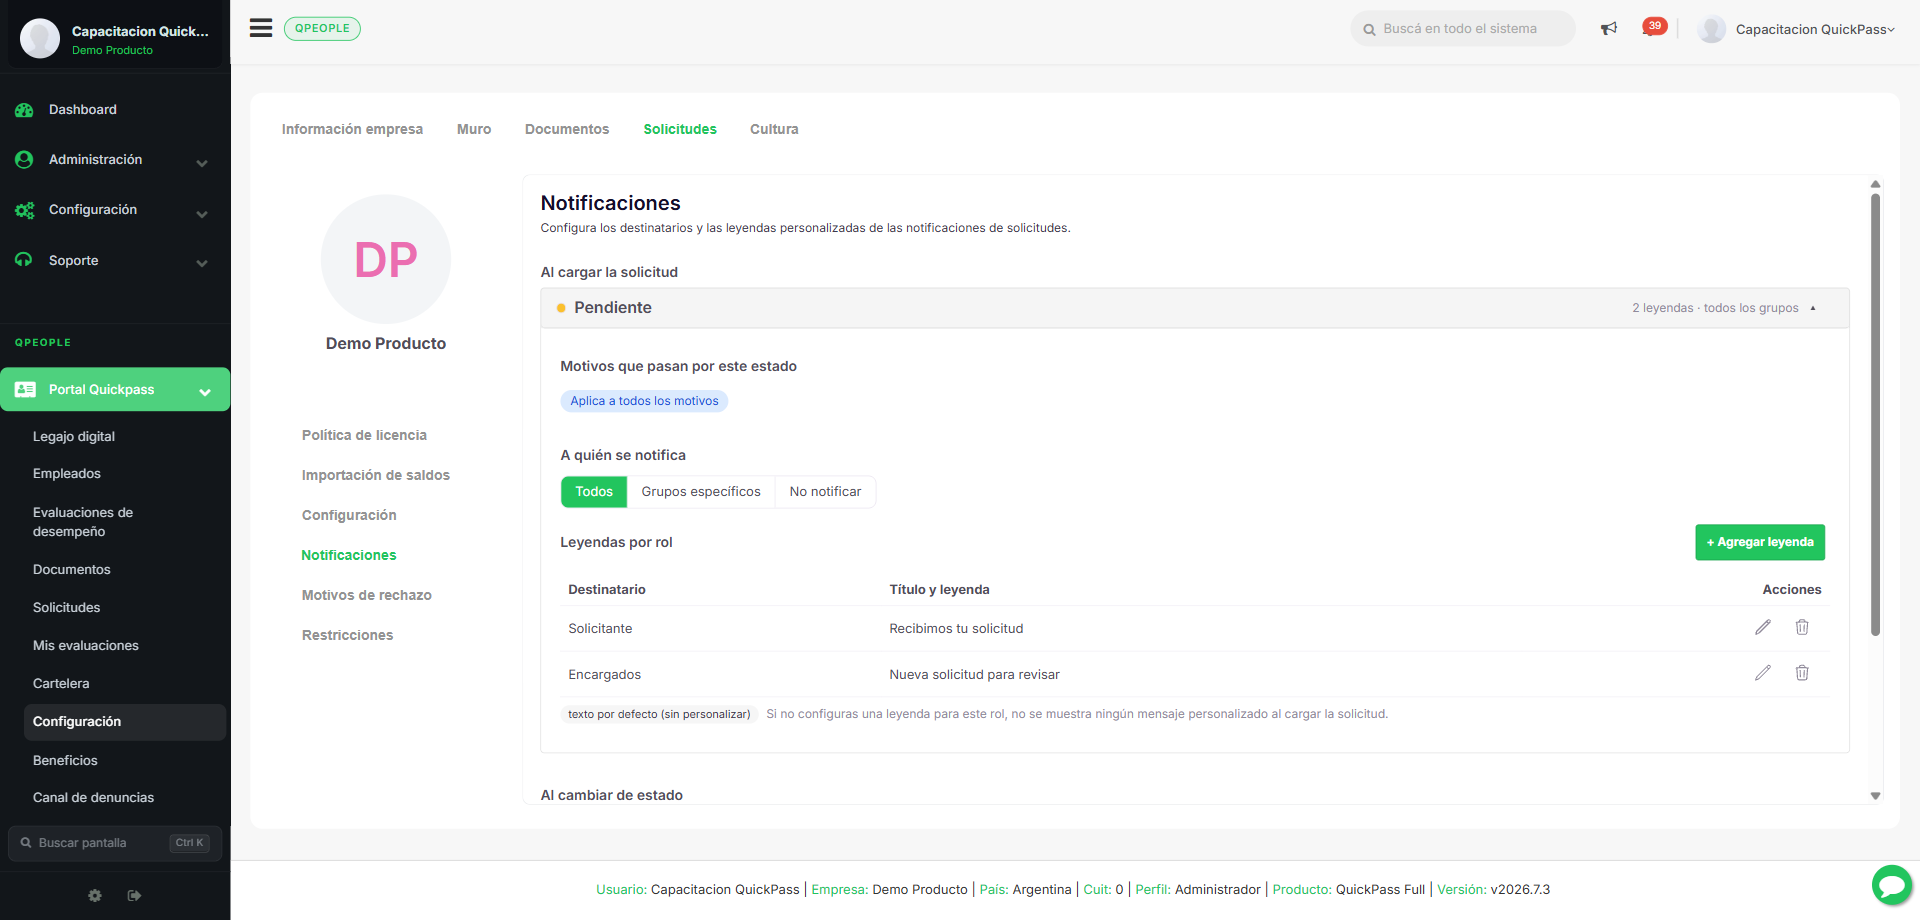 Capacitacion Quick...
Demo Producto
Dashboard
Administración
Configuración
Soporte
QPEOPLE
Portal Quickpass
Legajo digital
Empleados
Evaluaciones de
desempeño
Documentos
Solicitudes
Mis evaluaciones
Cartelera
Configuración
Beneficios
Canal de denuncias
Buscar pantalla
Ctrl K
QPEOPLE
Buscá en todo el sistema
39
Capacitacion QuickPass
Información empresa
Muro
Documentos
Solicitudes
Cultura
DP
Demo Producto
Política de licencia
Importación de saldos
Configuración
Notificaciones
Motivos de rechazo
Restricciones
Notificaciones
Configura los destinatarios y las leyendas personalizadas de las notificaciones de solicitudes.
Al cargar la solicitud
Pendiente
2 leyendas · todos los grupos
Motivos que pasan por este estado
Aplica a todos los motivos
A quién se notifica
Todos
Grupos específicos
No notificar
Leyendas por rol
+ Agregar leyenda
Destinatario
Título y leyenda
Acciones
Solicitante
Recibimos tu solicitud
Encargados
Nueva solicitud para revisar
texto por defecto (sin personalizar)
Si no configuras una leyenda para este rol, no se muestra ningún mensaje personalizado al cargar la solicitud.
Al cambiar de estado
Usuario: Capacitacion QuickPass | Empresa: Demo Producto | País: Argentina | Cuit: 0 | Perfil: Administrador | Producto: QuickPass Full | Versión: v2026.7.3